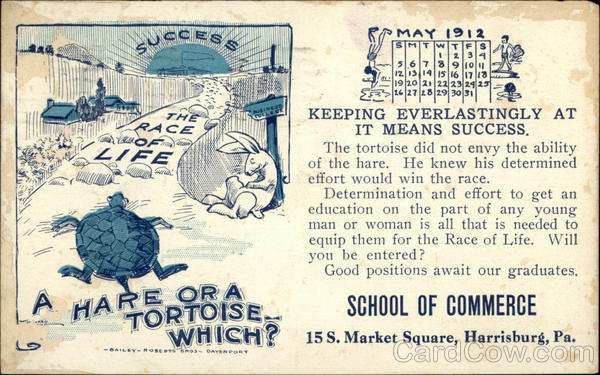 SUCCESS
THE
RACE
OF
LIFE
BUSINESS
A HARE OR A
TORTOISE-
WHICH?
-BAILEY-ROBERTS BROS-DAVENPORT
MAY 1912
S M T W T F S
1 2 3 4
5 6 7 8 9 10 11
12 13 14 15 16 17 18
19 20 21 22 23 24 25
26 27 28 29 30 31
KEEPING EVERLASTINGLY AT
IT MEANS SUCCESS.
The tortoise did not envy the ability
of the hare. He knew his determined
effort would win the race.
Determination and effort to get an
education on the part of any young
man or woman is all that is needed to
equip them for the Race of Life. Will
you be entered?
Good positions await our graduates.
SCHOOL OF COMMERCE
15 S. Market Square, Harrisburg, Pa.
CardCow.com